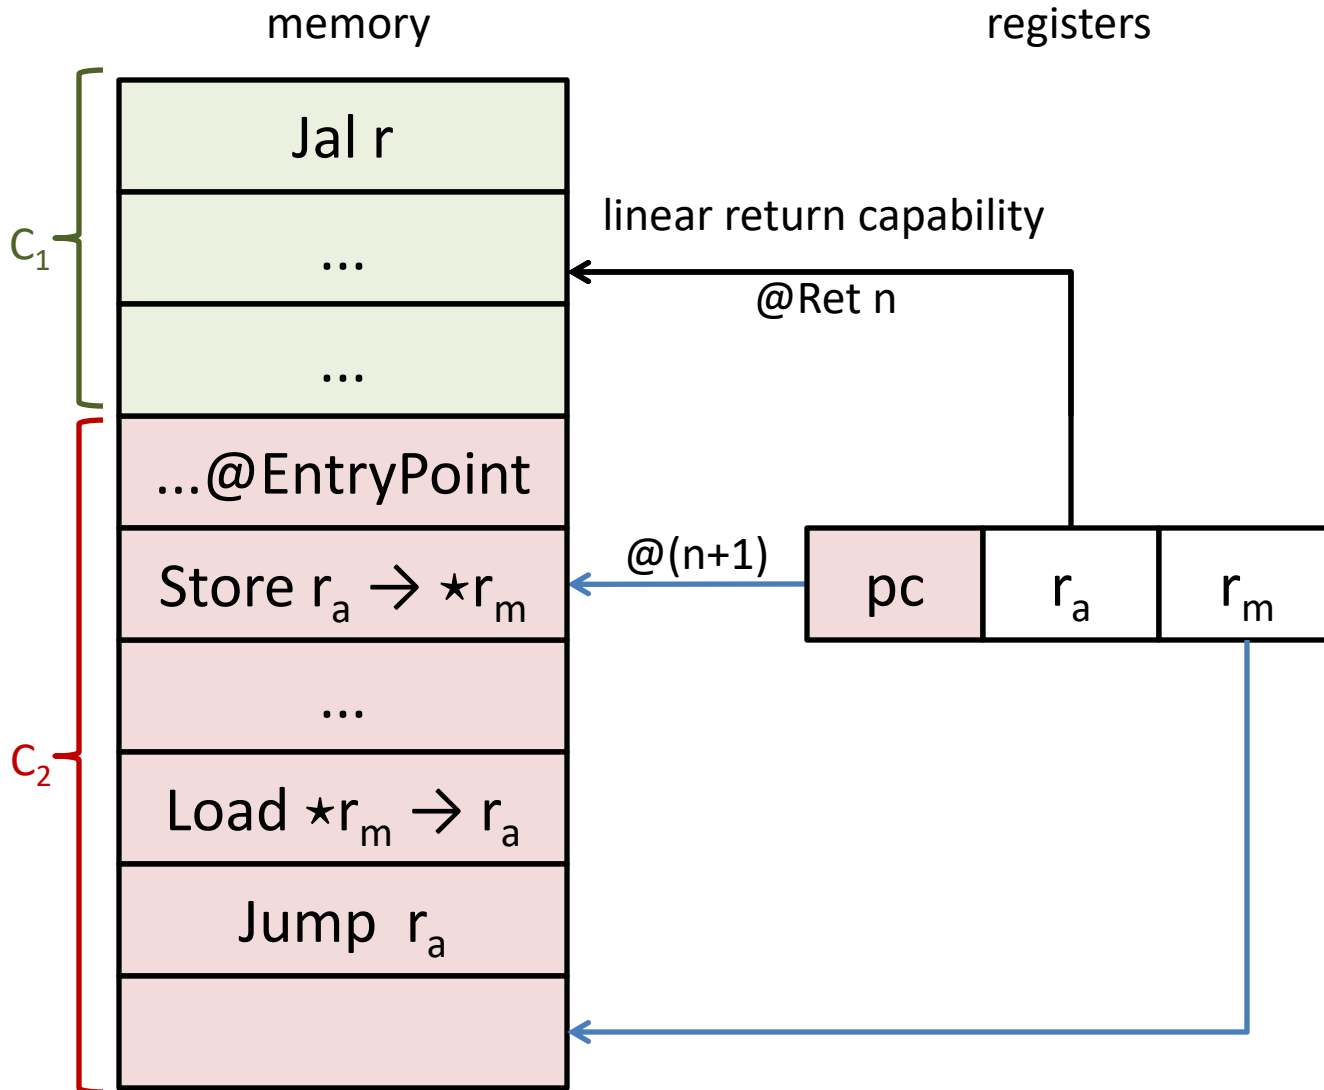 memory
registers
Jal r
...
...
C₁
linear return capability
@Ret n
...@EntryPoint
Store rₐ → ⋆rₘ
...
Load ⋆rₘ → rₐ
Jump rₐ
C₂
@(n+1)
pc
rₐ
rₘ